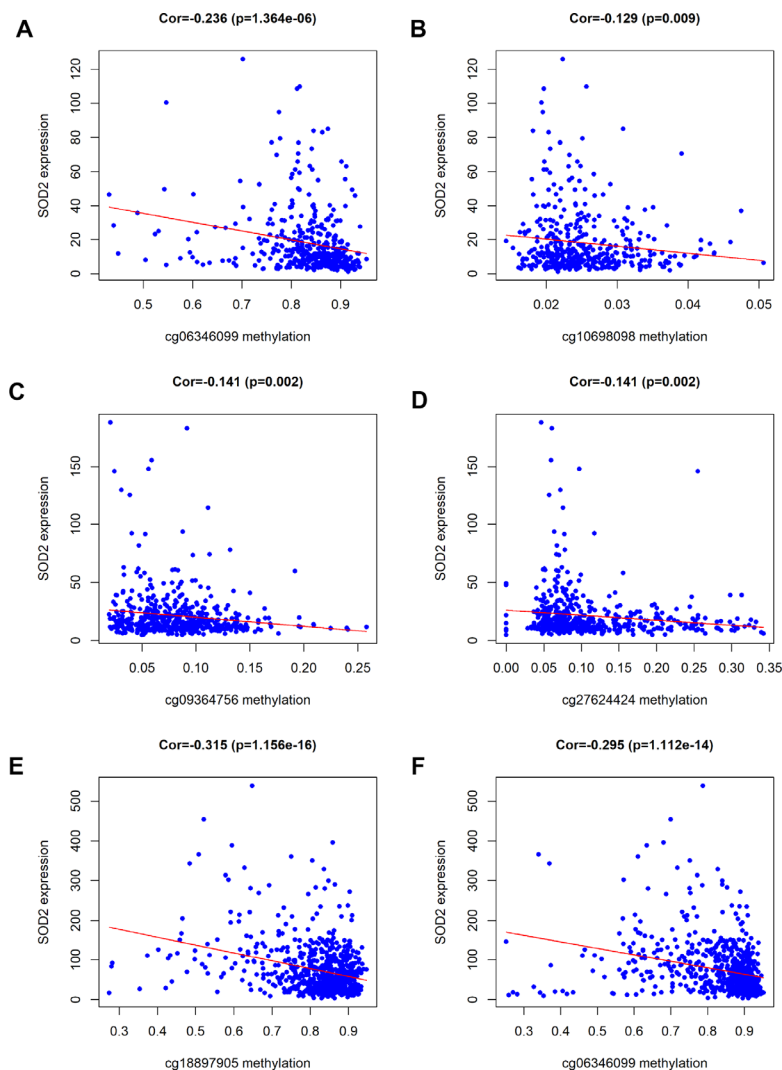 A
Cor=-0.236 (p=1.364e-06)
SOD2 expression
120
100
80
60
40
20
0
0.5 0.6 0.7 0.8 0.9
cg06346099 methylation
B
Cor=-0.129 (p=0.009)
SOD2 expression
120
100
80
60
40
20
0
0.02 0.03 0.04 0.05
cg10698098 methylation
C
Cor=-0.141 (p=0.002)
SOD2 expression
150
100
50
0
0.05 0.10 0.15 0.20 0.25
cg09364756 methylation
D
Cor=-0.141 (p=0.002)
SOD2 expression
150
100
50
0
0.00 0.05 0.10 0.15 0.20 0.25 0.30 0.35
cg27624424 methylation
E
Cor=-0.315 (p=1.156e-16)
SOD2 expression
500
400
300
200
100
0
0.3 0.4 0.5 0.6 0.7 0.8 0.9
cg18897905 methylation
F
Cor=-0.295 (p=1.112e-14)
SOD2 expression
500
400
300
200
100
0
0.3 0.4 0.5 0.6 0.7 0.8 0.9
cg06346099 methylation